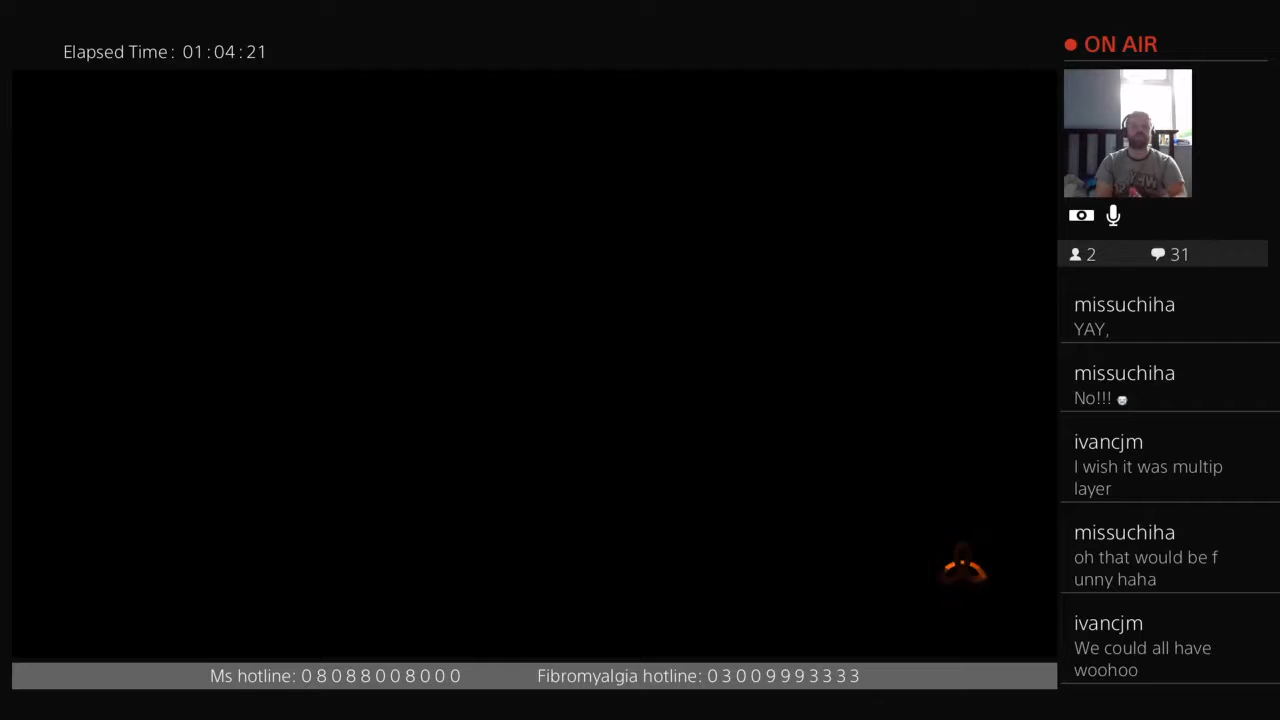 Elapsed Time: 01:04:21
ON AIR
2 31
missuchiha
YAY,
missuchiha
No!!!
ivancjm
I wish it was multip
layer
missuchiha
oh that would be f
unny haha
ivancjm
We could all have
woohoo
Ms hotline: 0 8 0 8 8 0 0 8 0 0 0 Fibromyalgia hotline: 0 3 0 0 9 9 9 3 3 3 3